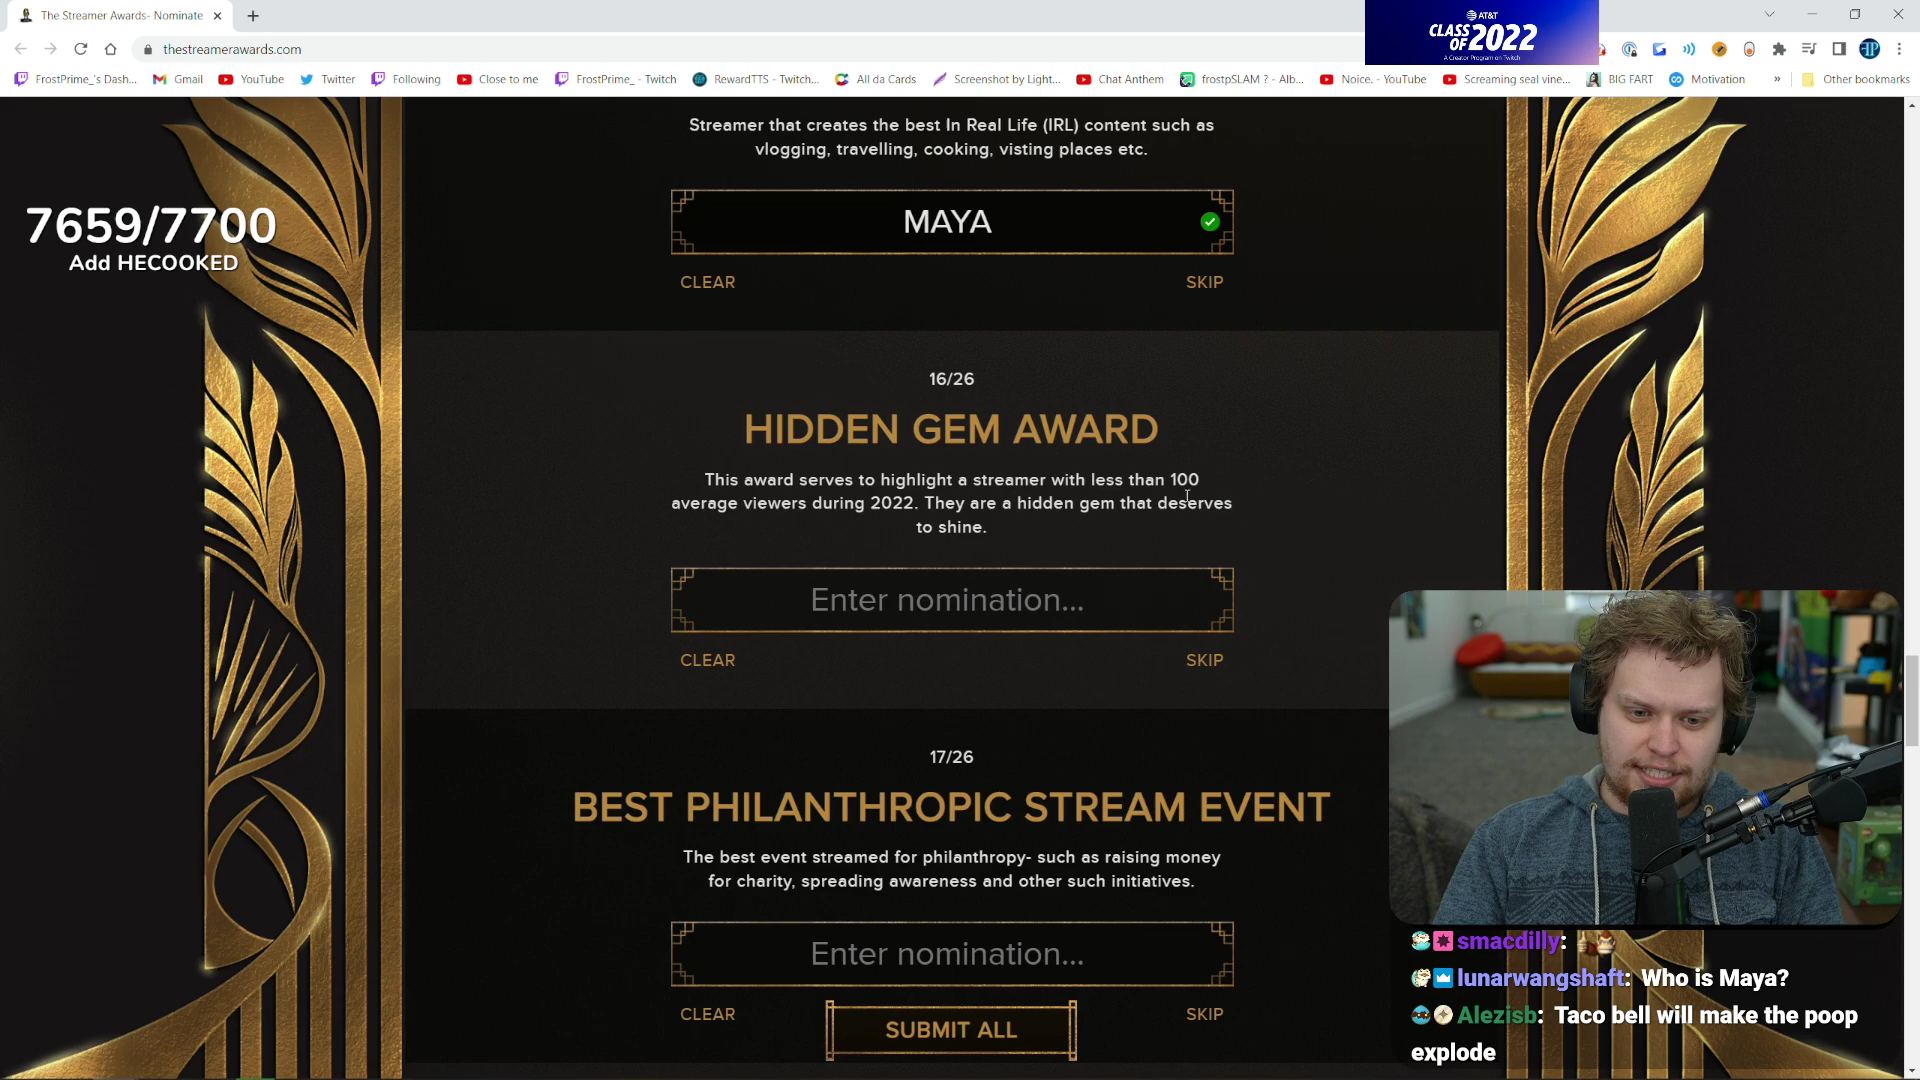 The Streamer Awards- Nominate
AT&T
CLASS OF 2022
A Creator Program on Twitch
thestreamerawards.com
FrostPrime_'s Dash... Gmail YouTube Twitter Following Close to me FrostPrime_ - Twitch RewardTTS - Twitch... All da Cards Screenshot by Light... Chat Anthem frostpSLAM ? - Alb... Noice. - YouTube Screaming seal vine... BIG FART Motivation » Other bookmarks
Streamer that creates the best In Real Life (IRL) content such as
vlogging, travelling, cooking, visting places etc.
7659/7700
Add HECOOKED
MAYA
CLEAR SKIP
16/26
HIDDEN GEM AWARD
This award serves to highlight a streamer with less than 100
average viewers during 2022. They are a hidden gem that deserves
to shine.
Enter nomination...
CLEAR SKIP
17/26
BEST PHILANTHROPIC STREAM EVENT
The best event streamed for philanthropy- such as raising money
for charity, spreading awareness and other such initiatives.
Enter nomination...
CLEAR SKIP
SUBMIT ALL
smacdilly:
lunarwangshaft: Who is Maya?
Alezisb: Taco bell will make the poop
explode